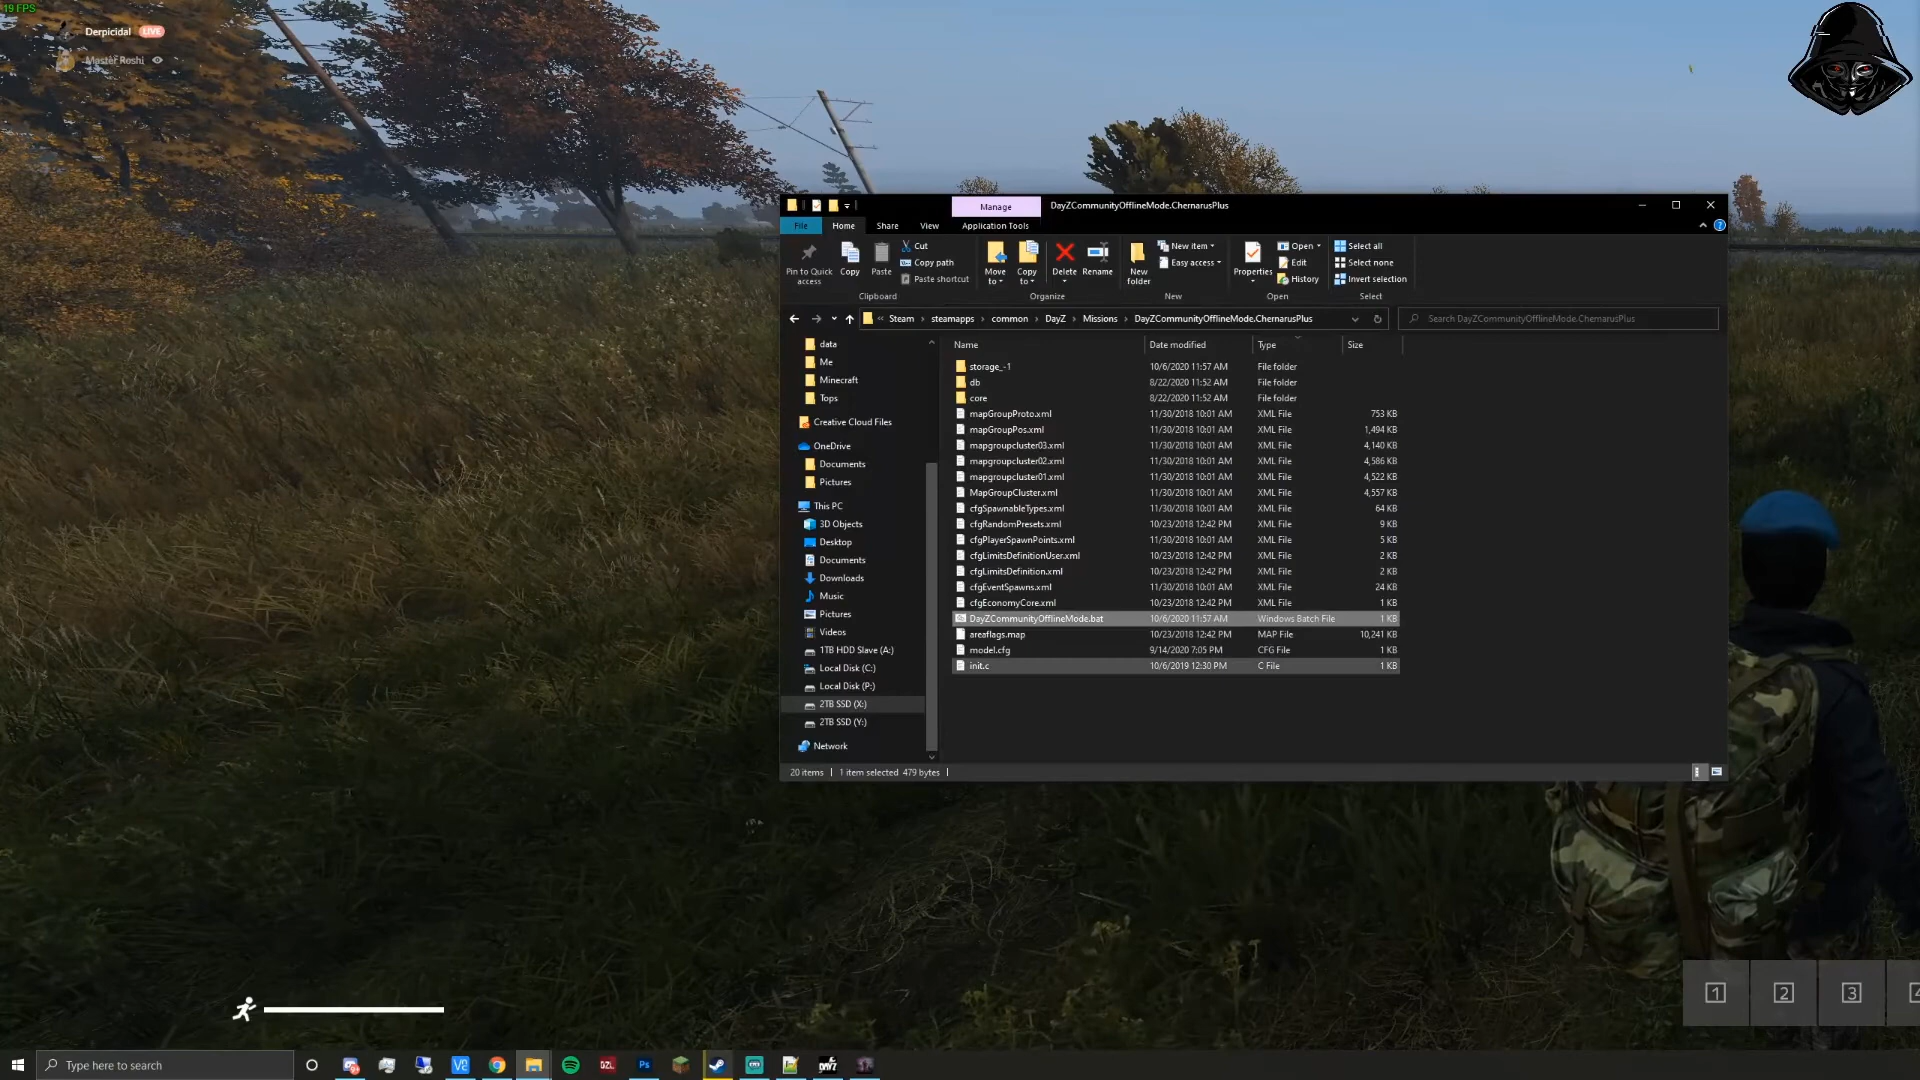 19 FPS
Derpicidal LIVE
Master Roshi
Manage
DayZCommunityOfflineMode.ChernarusPlus
File Home Share View Application Tools
Pin to Quick access
Copy
Paste
Cut
Copy path
Paste shortcut
Clipboard
Move to
Copy to
Delete
Rename
Organize
New folder
New item
Easy access
New
Properties
Open
Edit
History
Open
Select all
Select none
Invert selection
Select
« Steam › steamapps › common › DayZ › Missions › DayZCommunityOfflineMode.ChernarusPlus
Search DayZCommunityOfflineMode.ChernarusPlus
data
Me
Minecraft
Tops
Creative Cloud Files
OneDrive
Documents
Pictures
This PC
3D Objects
Desktop
Documents
Downloads
Music
Pictures
Videos
1TB HDD Slave (A:)
Local Disk (C:)
Local Disk (P:)
2TB SSD (X:)
2TB SSD (Y:)
Network
Name Date modified Type Size
storage_-1 10/6/2020 11:57 AM File folder
db 8/22/2020 11:52 AM File folder
core 8/22/2020 11:52 AM File folder
mapGroupProto.xml 11/30/2018 10:01 AM XML File 753 KB
mapGroupPos.xml 11/30/2018 10:01 AM XML File 1,494 KB
mapgroupcluster03.xml 11/30/2018 10:01 AM XML File 4,140 KB
mapgroupcluster02.xml 11/30/2018 10:01 AM XML File 4,586 KB
mapgroupcluster01.xml 11/30/2018 10:01 AM XML File 4,522 KB
MapGroupCluster.xml 11/30/2018 10:01 AM XML File 4,557 KB
cfgSpawnableTypes.xml 11/30/2018 10:01 AM XML File 64 KB
cfgRandomPresets.xml 10/23/2018 12:42 PM XML File 9 KB
cfgPlayerSpawnPoints.xml 11/30/2018 10:01 AM XML File 5 KB
cfgLimitsDefinitionUser.xml 10/23/2018 12:42 PM XML File 2 KB
cfgLimitsDefinition.xml 10/23/2018 12:42 PM XML File 2 KB
cfgEventSpawns.xml 11/30/2018 10:01 AM XML File 24 KB
cfgEconomyCore.xml 10/23/2018 12:42 PM XML File 1 KB
DayZCommunityOfflineMode.bat 10/6/2020 11:57 AM Windows Batch File 1 KB
areaflags.map 10/23/2018 12:42 PM MAP File 10,241 KB
model.cfg 9/14/2020 7:05 PM CFG File 1 KB
init.c 10/6/2019 12:30 PM C File 1 KB
20 items 1 item selected 479 bytes
1 2 3 4
Type here to search
DZL
Ps